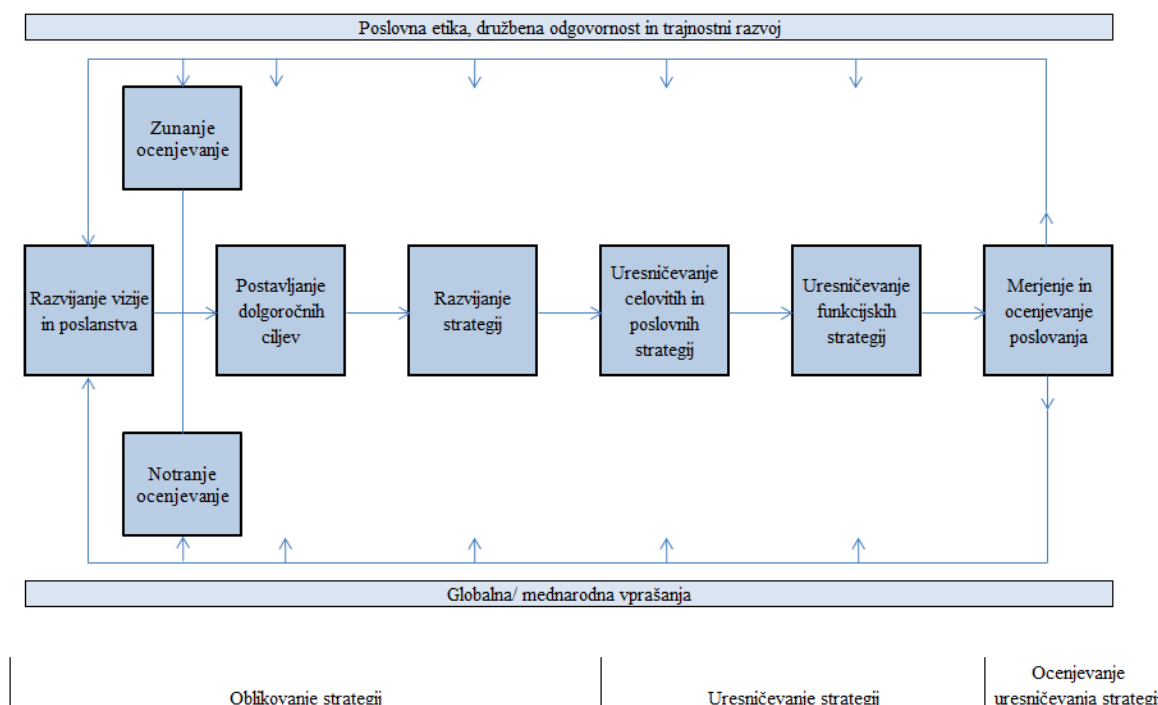 Poslovna etika, družbena odgovornost in trajnostni razvoj
Zunanje
ocenjevanje
Razvijanje vizije
in poslanstva
Postavljanje
dolgoročnih
ciljev
Razvijanje
strategij
Uresničevanje
celovitih in
poslovnih
strategij
Uresničevanje
funkcijskih
strategij
Merjenje in
ocenjevanje
poslovanja
Notranje
ocenjevanje
Globalna/ mednarodna vprašanja
Oblikovanje strategij
Uresničevanje strategij
Ocenjevanje
uresničevanja strategij